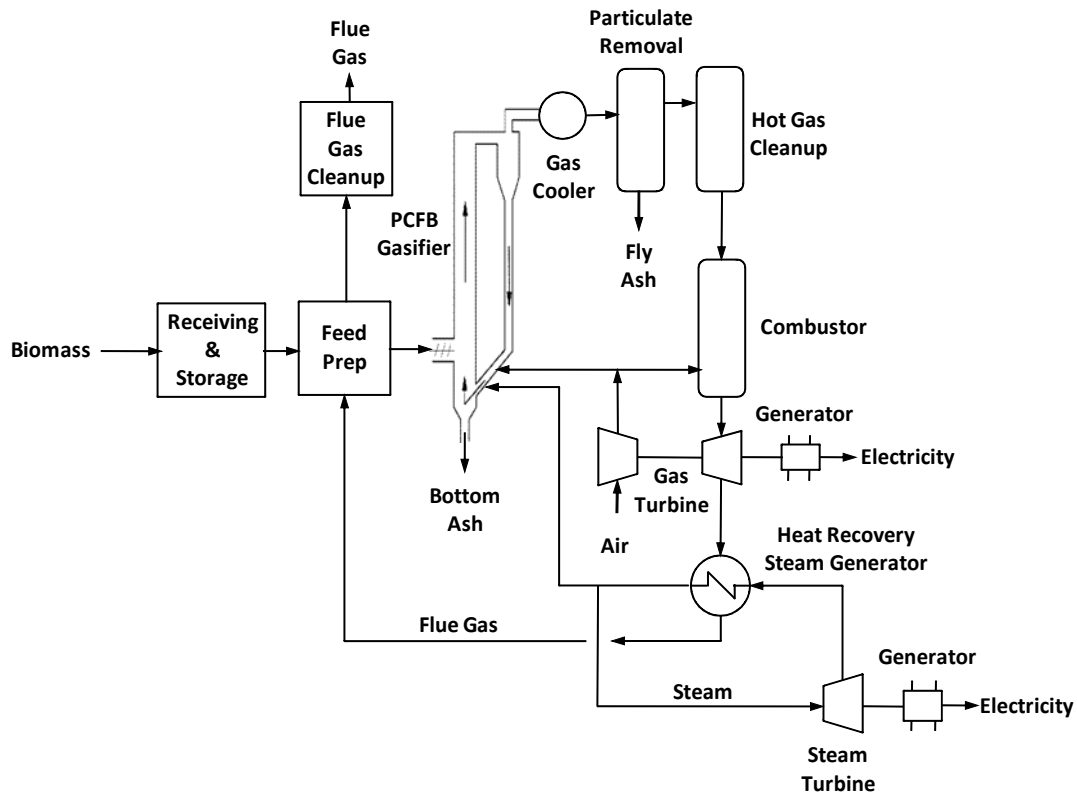 Particulate
Removal
Flue
Gas
Flue
Gas
Cleanup
Hot Gas
Cleanup
Gas
Cooler
PCFB
Gasifier
Fly
Ash
Biomass
Receiving
&
Storage
Feed
Prep
Combustor
Generator
Electricity
Gas
Turbine
Bottom
Ash
Air
Heat Recovery
Steam Generator
Flue Gas
Generator
Steam
Electricity
Steam
Turbine